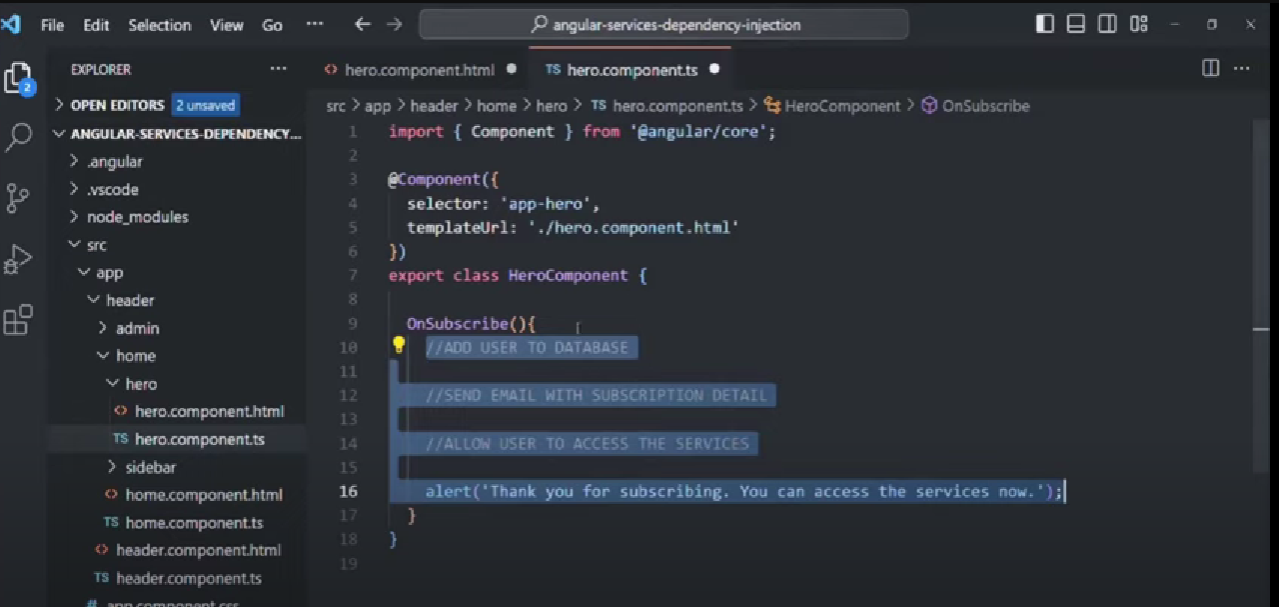 File Edit Selection View Go ··· angular-services-dependency-injection
EXPLORER ···
OPEN EDITORS 2 unsaved
ANGULAR-SERVICES-DEPENDENCY-...
.angular
.vscode
node_modules
src
app
header
admin
home
hero
<> hero.component.html
TS hero.component.ts
sidebar
<> home.component.html
TS home.component.ts
<> header.component.html
TS header.component.ts
# app.component.css
2
<> hero.component.html ● TS hero.component.ts ● ···
src > app > header > home > hero > TS hero.component.ts > HeroComponent > OnSubscribe
1 import { Component } from '@angular/core';
2
3 @Component({
4 selector: 'app-hero',
5 templateUrl: './hero.component.html'
6 })
7 export class HeroComponent {
8
9 OnSubscribe(){
10 //ADD USER TO DATABASE
11
12 //SEND EMAIL WITH SUBSCRIPTION DETAIL
13
14 //ALLOW USER TO ACCESS THE SERVICES
15
16 alert('Thank you for subscribing. You can access the services now.');
17 }
18 }
19